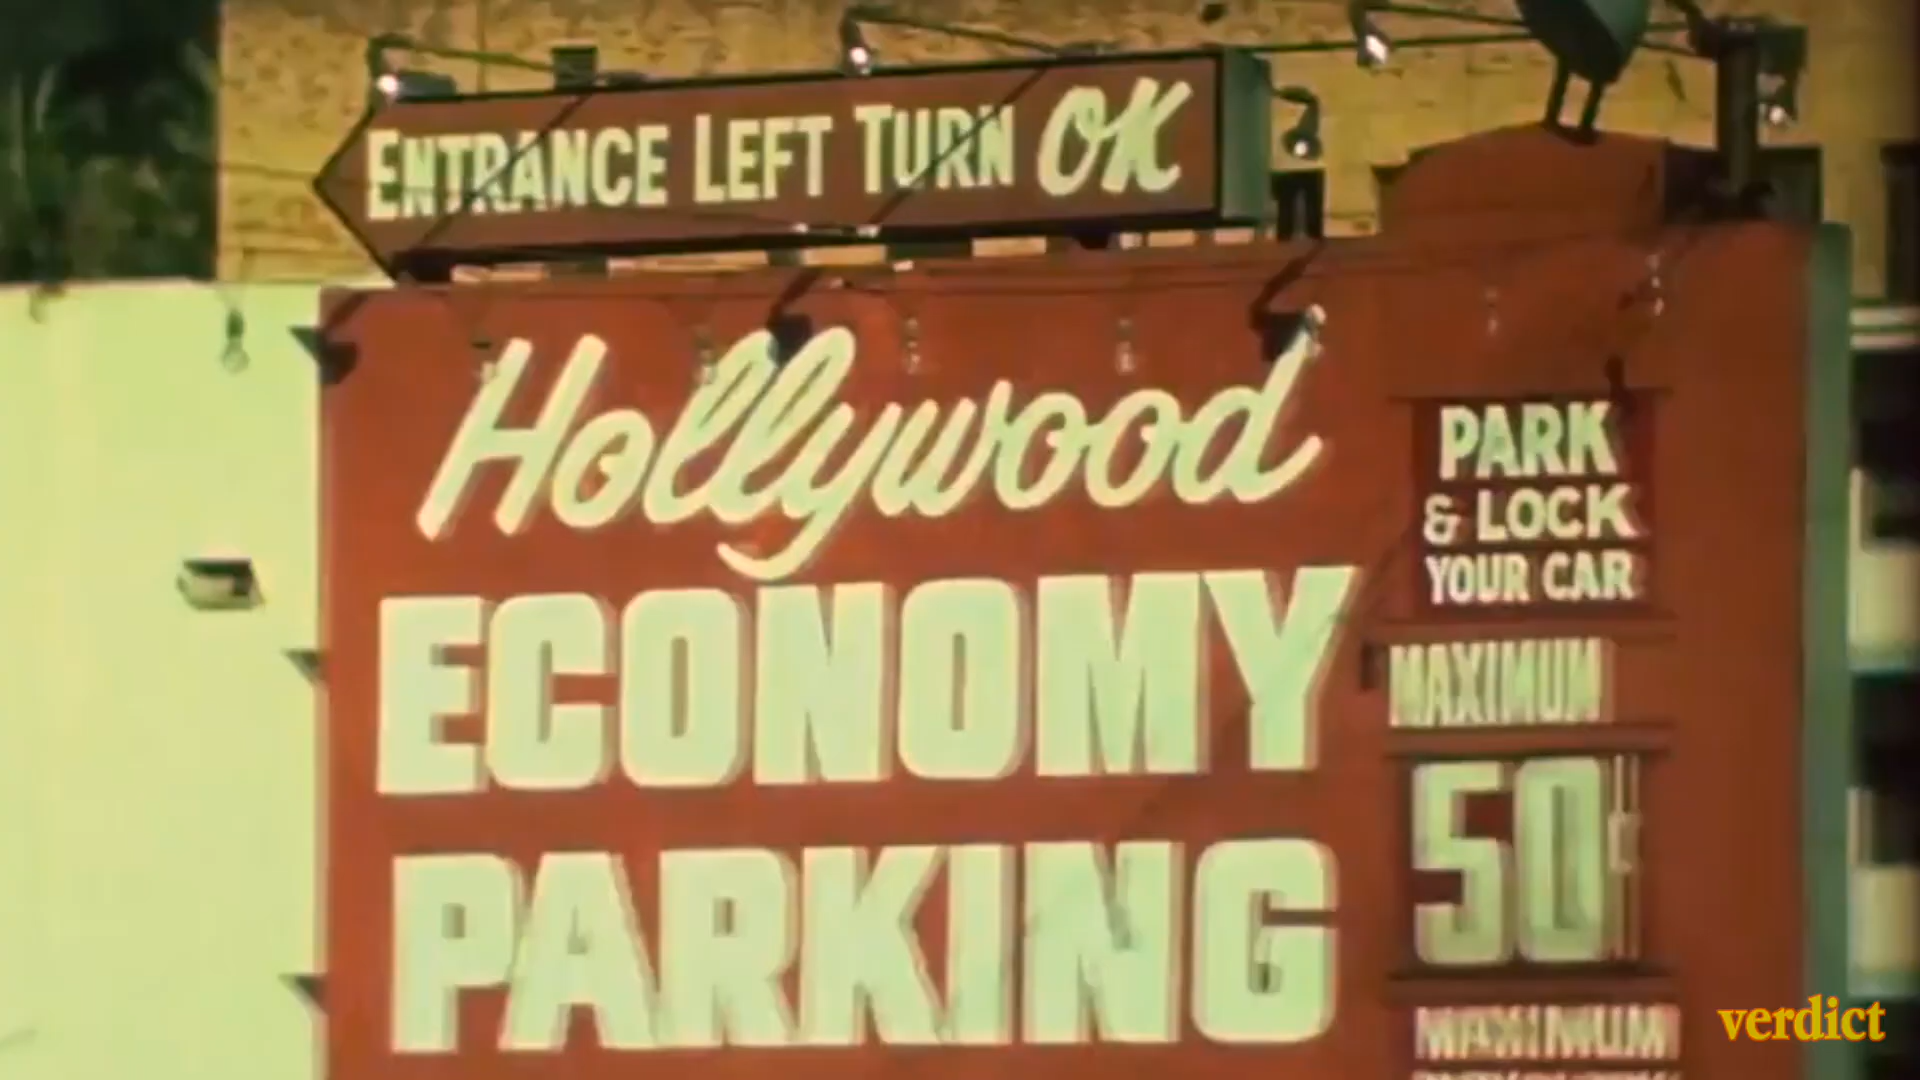 ENTRANCE LEFT TURN OK
Hollywood
ECONOMY
PARKING
PARK
& LOCK
YOUR CAR
MAXIMUM
50¢
MAXIMUM
verdict